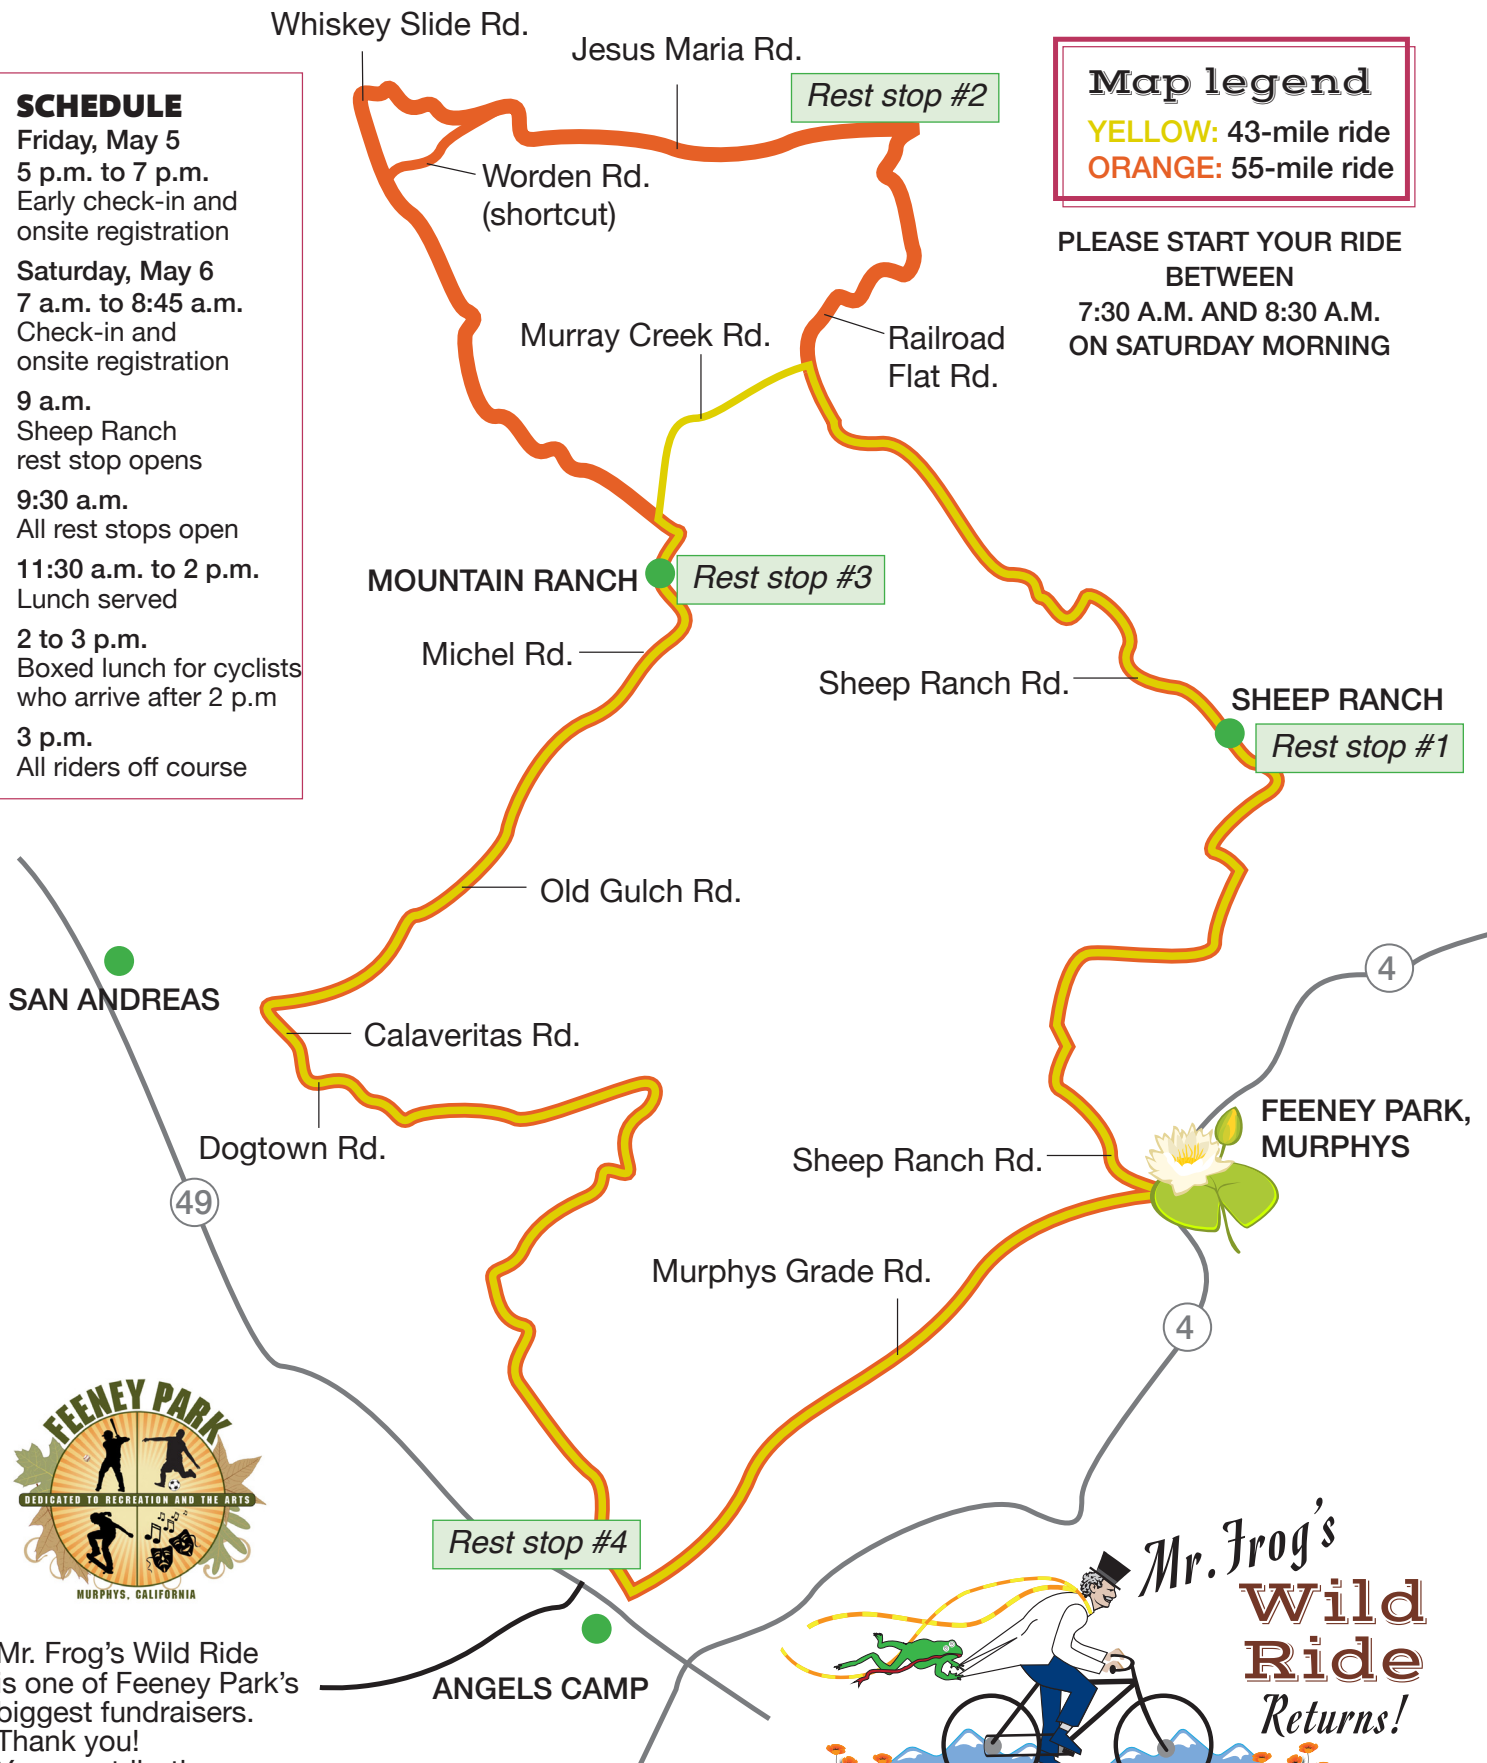 Whiskey Slide Rd.
Jesus Maria Rd.
Rest stop #2
Map legend
YELLOW: 43-mile ride
ORANGE: 55-mile ride
PLEASE START YOUR RIDE
BETWEEN
7:30 A.M. AND 8:30 A.M.
ON SATURDAY MORNING
SCHEDULE
Friday, May 5
5 p.m. to 7 p.m.
Early check-in and
onsite registration
Saturday, May 6
7 a.m. to 8:45 a.m.
Check-in and
onsite registration
9 a.m.
Sheep Ranch
rest stop opens
9:30 a.m.
All rest stops open
11:30 a.m. to 2 p.m.
Lunch served
2 to 3 p.m.
Boxed lunch for cyclists
who arrive after 2 p.m
3 p.m.
All riders off course
Worden Rd.
(shortcut)
Murray Creek Rd.
Railroad
Flat Rd.
MOUNTAIN RANCH
Rest stop #3
Michel Rd.
Sheep Ranch Rd.
SHEEP RANCH
Rest stop #1
Old Gulch Rd.
SAN ANDREAS
4
Calaveritas Rd.
FEENEY PARK,
MURPHYS
Dogtown Rd.
Sheep Ranch Rd.
49
Murphys Grade Rd.
4
FEENEY PARK
DEDICATED TO RECREATION AND THE ARTS
MURPHYS, CALIFORNIA
Rest stop #4
ANGELS CAMP
Mr. Frog's
Wild
Ride
Returns!
Mr. Frog's Wild Ride
is one of Feeney Park's
biggest fundraisers.
Thank you!